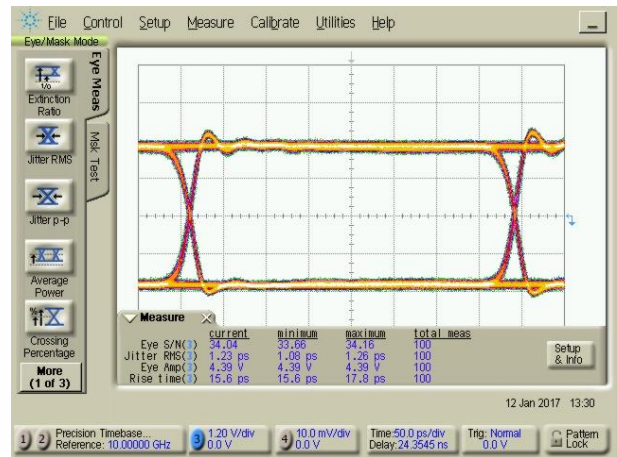 File Control Setup Measure Calibrate Utilities Help
Eye/Mask Mode
Eye Meas
Msk Test
1/0
Extinction
Ratio
Jitter RMS
Jitter p-p
Average
Power
Crossing
Percentage
More
(1 of 3)
Measure
current minimum maximum total meas
Eye S/N(3) 34.04 33.66 34.16 100
Jitter RMS(3) 1.23 ps 1.08 ps 1.26 ps 100
Eye Amp(3) 4.39 V 4.39 V 4.39 V 100
Rise time(3) 15.6 ps 15.6 ps 17.8 ps 100
Setup
& Info
12 Jan 2017 13:30
1 2 Precision Timebase...
Reference: 10.00000 GHz
3 1.20 V/div
0.0 V
4 10.0 mV/div
0.0 V
Time:50.0 ps/div
Delay:24.3545 ns
Trig: Normal
0.0 V
Pattern
Lock